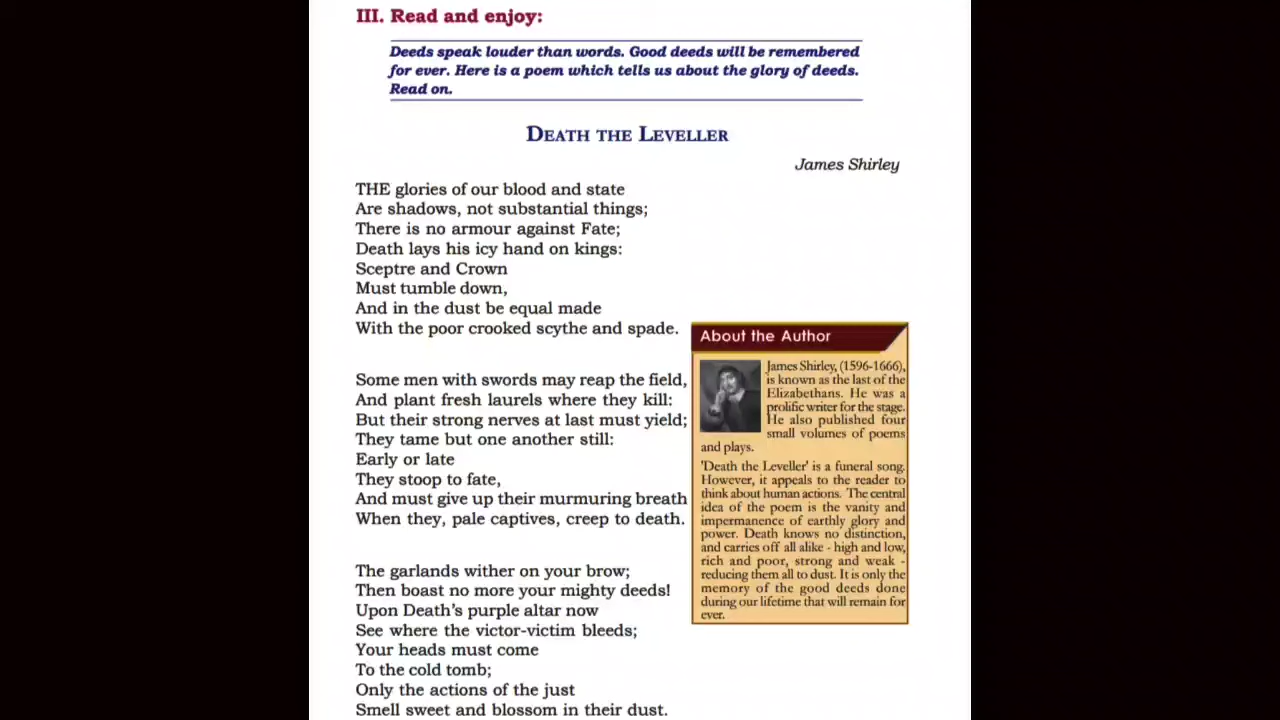 III. Read and enjoy:
Deeds speak louder than words. Good deeds will be remembered
for ever. Here is a poem which tells us about the glory of deeds.
Read on.
DEATH THE LEVELLER
James Shirley
THE glories of our blood and state
Are shadows, not substantial things;
There is no armour against Fate;
Death lays his icy hand on kings:
Sceptre and Crown
Must tumble down,
And in the dust be equal made
With the poor crooked scythe and spade.
Some men with swords may reap the field,
And plant fresh laurels where they kill:
But their strong nerves at last must yield;
They tame but one another still:
Early or late
They stoop to fate,
And must give up their murmuring breath
When they, pale captives, creep to death.
The garlands wither on your brow;
Then boast no more your mighty deeds!
Upon Death's purple altar now
See where the victor-victim bleeds;
Your heads must come
To the cold tomb;
Only the actions of the just
Smell sweet and blossom in their dust.
About the Author
James Shirley, (1596-1666),
is known as the last of the
Elizabethans. He was a
prolific writer for the stage.
He also published four
small volumes of poems
and plays.
'Death the Leveller' is a funeral song.
However, it appeals to the reader to
think about human actions. The central
idea of the poem is the vanity and
impermanence of earthly glory and
power. Death knows no distinction,
and carries off all alike - high and low,
rich and poor, strong and weak -
reducing them all to dust. It is only the
memory of the good deeds done
during our lifetime that will remain for
ever.